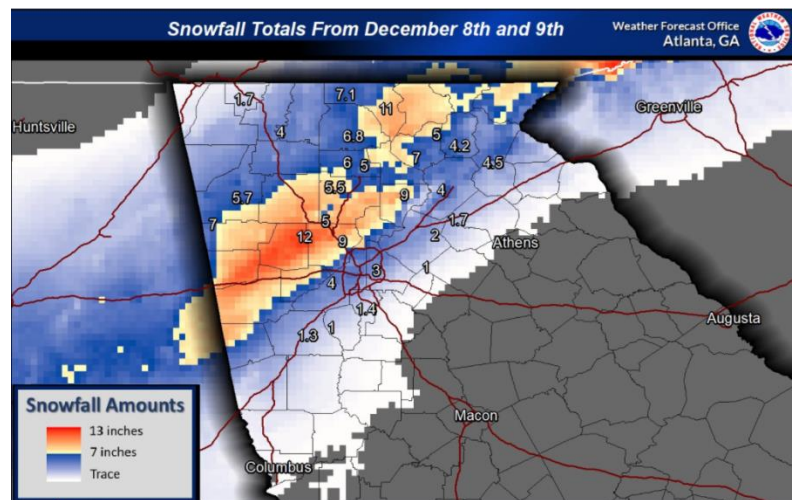 Snowfall Totals From December 8th and 9th
Weather Forecast Office
Atlanta, GA
7.1
1.7
11
Greenville
Huntsville
4
6.8
5
4.2
6
5
7
4.5
5.5
5.7
9
4
7
5
1.7
12
9
2
Athens
3
1
4
1.4
Augusta
1.3
1
Snowfall Amounts
13 inches
7 inches
Trace
Macon
Columbus